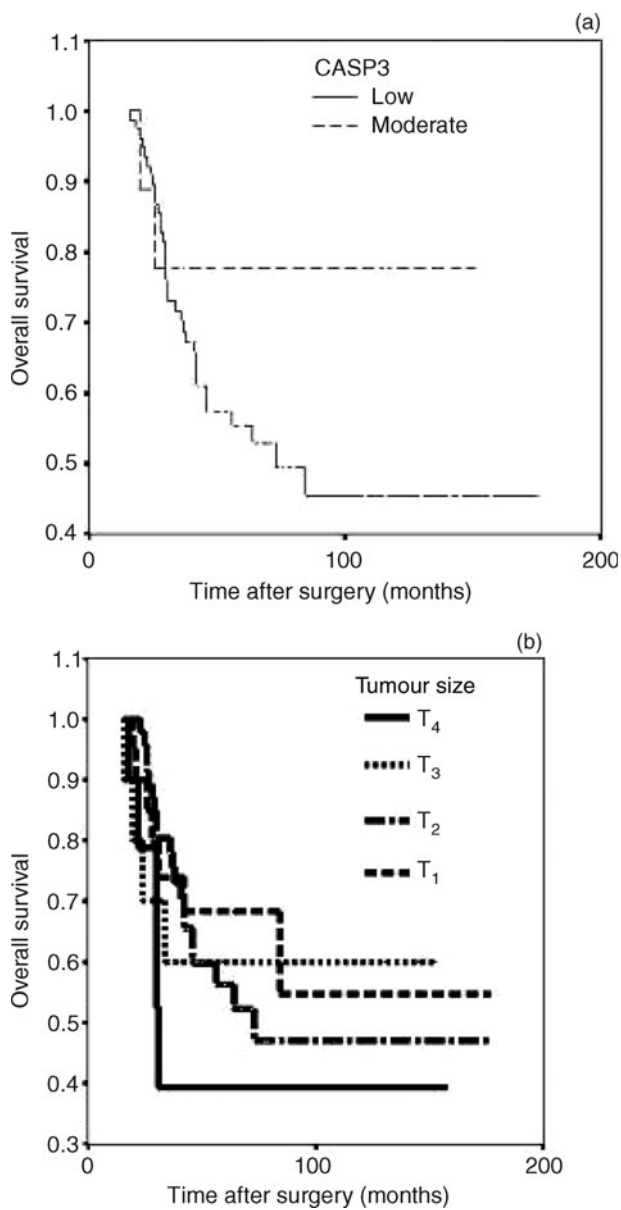 (a)
1.1
1.0
0.9
0.8
0.7
0.6
0.5
0.4
Overall survival
CASP3
Low
Moderate
0 100 200
Time after surgery (months)
(b)
1.1
1.0
0.9
0.8
0.7
0.6
0.5
0.4
0.3
Overall survival
Tumour size
T4
T3
T2
T1
0 100 200
Time after surgery (months)